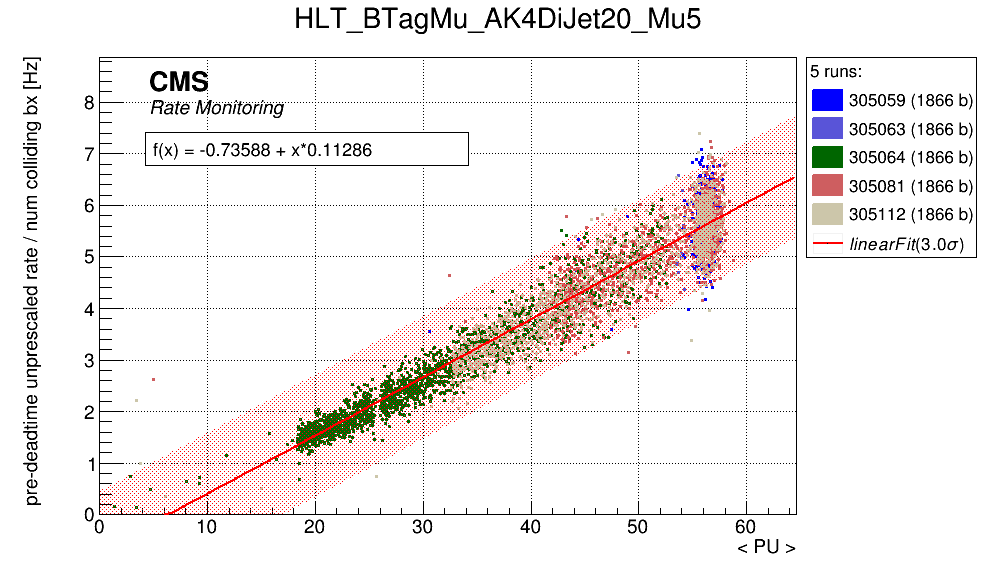 HLT_BTagMu_AK4DiJet20_Mu5
pre-deadtime unprescaled rate / num colliding bx [Hz]
CMS
Rate Monitoring
f(x) = -0.73588 + x*0.11286
8
7
6
5
4
3
2
1
0
0 10 20 30 40 50 60
< PU >
5 runs:
305059 (1866 b)
305063 (1866 b)
305064 (1866 b)
305081 (1866 b)
305112 (1866 b)
linearFit(3.0σ)